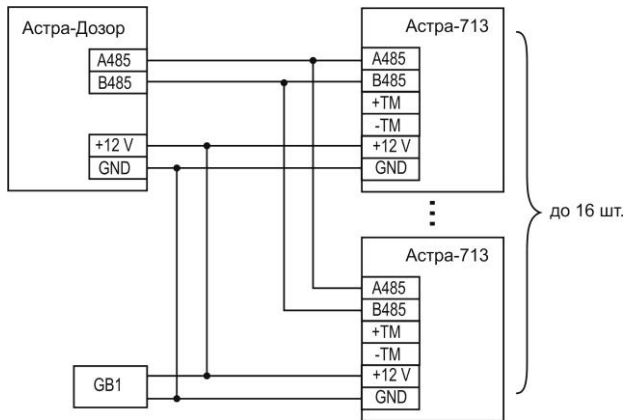 Астра-Дозор
A485
B485
+12 V
GND
Астра-713
A485
B485
+TM
-TM
+12 V
GND
до 16 шт.
Астра-713
A485
B485
+TM
-TM
+12 V
GND
GB1